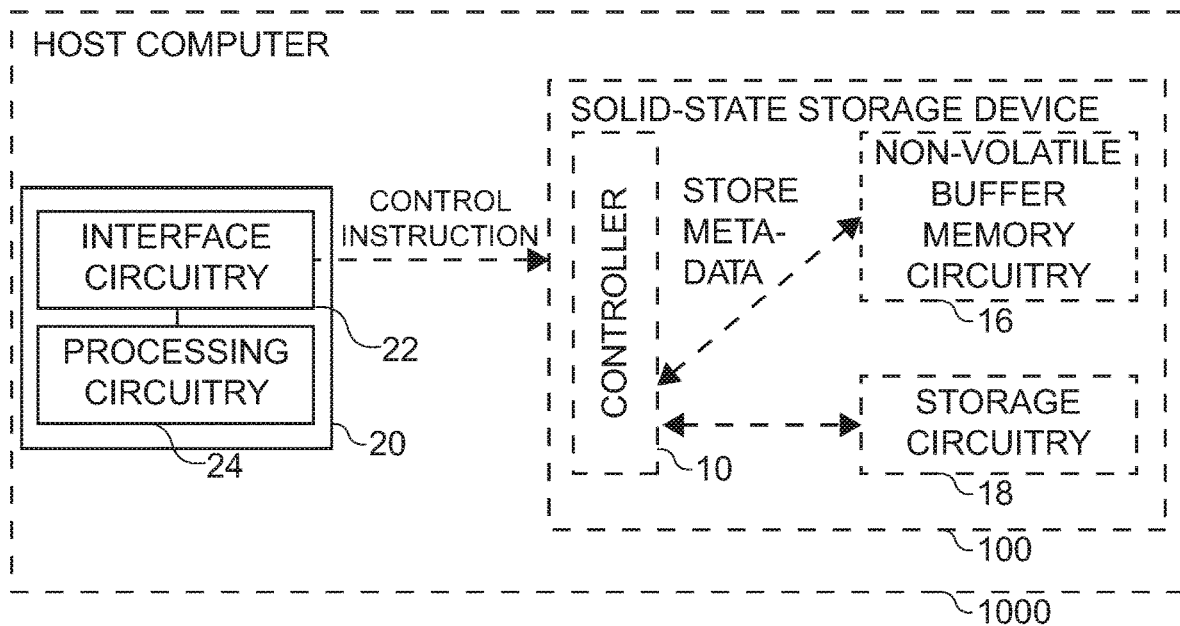 HOST COMPUTER
SOLID-STATE STORAGE DEVICE
INTERFACE
CIRCUITRY
22
PROCESSING
CIRCUITRY
24
20
CONTROL
INSTRUCTION
CONTROLLER
10
STORE
META-
DATA
NON-VOLATILE
BUFFER
MEMORY
CIRCUITRY
16
STORAGE
CIRCUITRY
18
100
1000